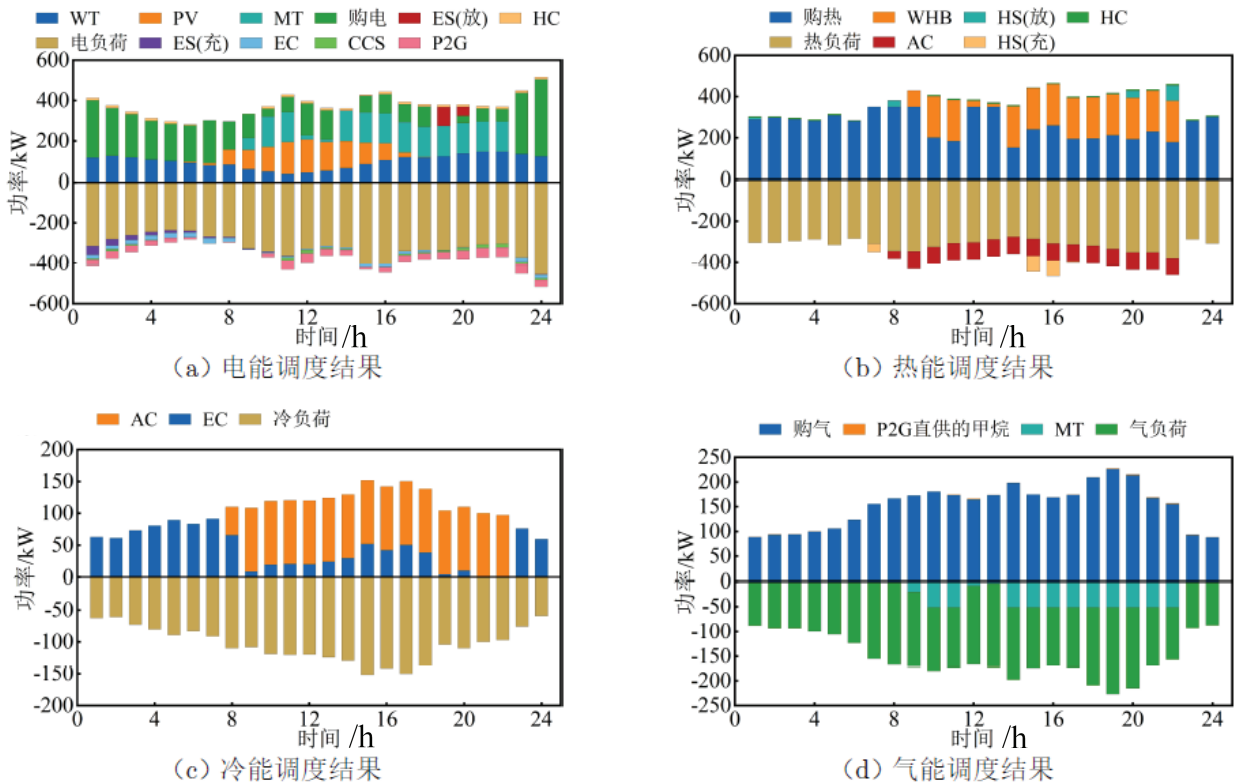 WT PV MT 购电 ES(放) HC
电负荷 ES(充) EC CCS P2G
600
400
200
0
-200
-400
-600
功率/kW
0 4 8 12 16 20 24
时间/h
(a) 电能调度结果
购热 WHB HS(放) HC
热负荷 AC HS(充)
600
400
200
0
-200
-400
-600
功率/kW
0 4 8 12 16 20 24
时间/h
(b) 热能调度结果
AC EC 冷负荷
200
150
100
50
0
-50
-100
-150
-200
功率/kW
0 4 8 12 16 20 24
时间/h
(c) 冷能调度结果
购气 P2G直供的甲烷 MT 气负荷
250
200
150
100
50
0
-50
-100
-150
-200
-250
功率/kW
0 4 8 12 16 20 24
时间/h
(d) 气能调度结果